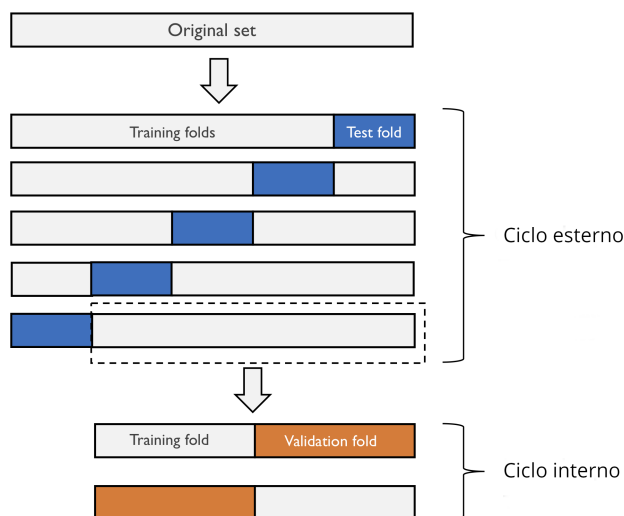 Original set
Training folds
Test fold
Ciclo esterno
Training fold
Validation fold
Ciclo interno